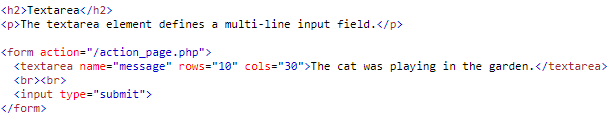 <h2>Textarea</h2>
<p>The textarea element defines a multi-line input field.</p>

<form action="/action_page.php">
  <textarea name="message" rows="10" cols="30">The cat was playing in the garden.</textarea>
  <br><br>
  <input type="submit">
</form>